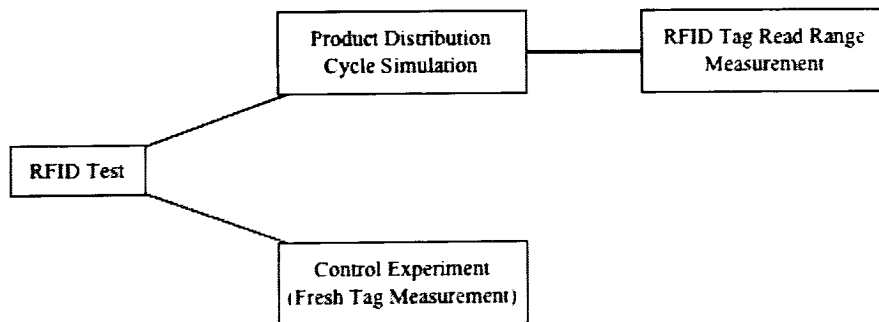 Product Distribution
Cycle Simulation
RFID Tag Read Range
Measurement
RFID Test
Control Experiment
(Fresh Tag Measurement)